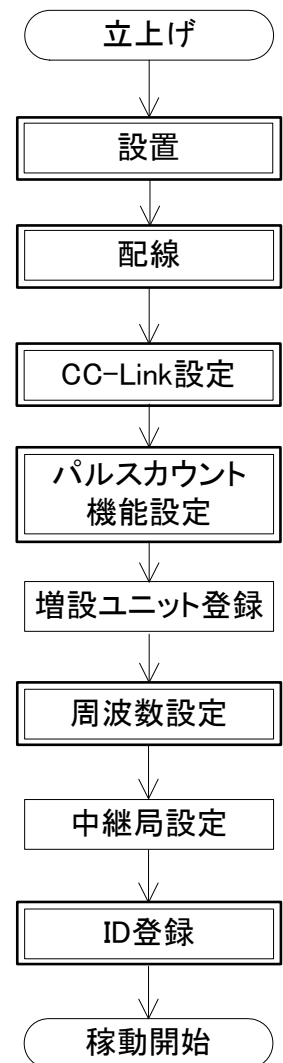 立上げ
設置
配線
CC-Link設定
パルスカウント
機能設定
増設ユニット登録
周波数設定
中継局設定
ID登録
稼動開始